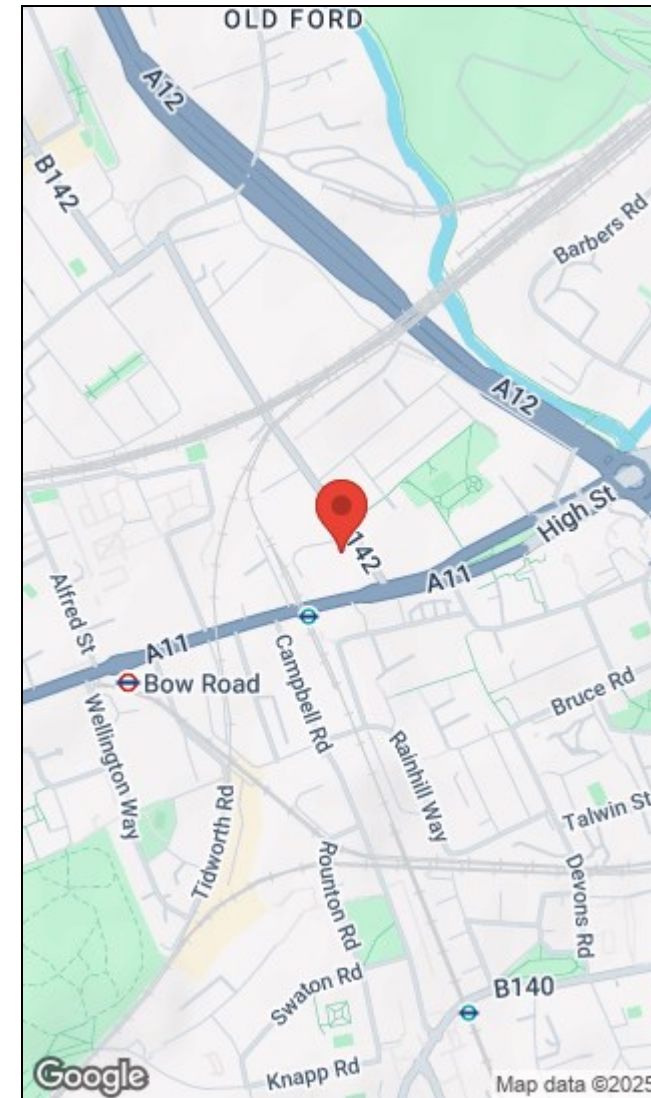 OLD FORD
A12
B142
Barbers Rd
A12
High St
142
A11
Alfred St
A11
Bow Road
Campbell Rd
Bruce Rd
Wellington Way
Rainhill Way
Talwin St
Tidworth Rd
Rounton Rd
Devons Rd
Swaton Rd
B140
Knapp Rd
Google
Map data ©2025